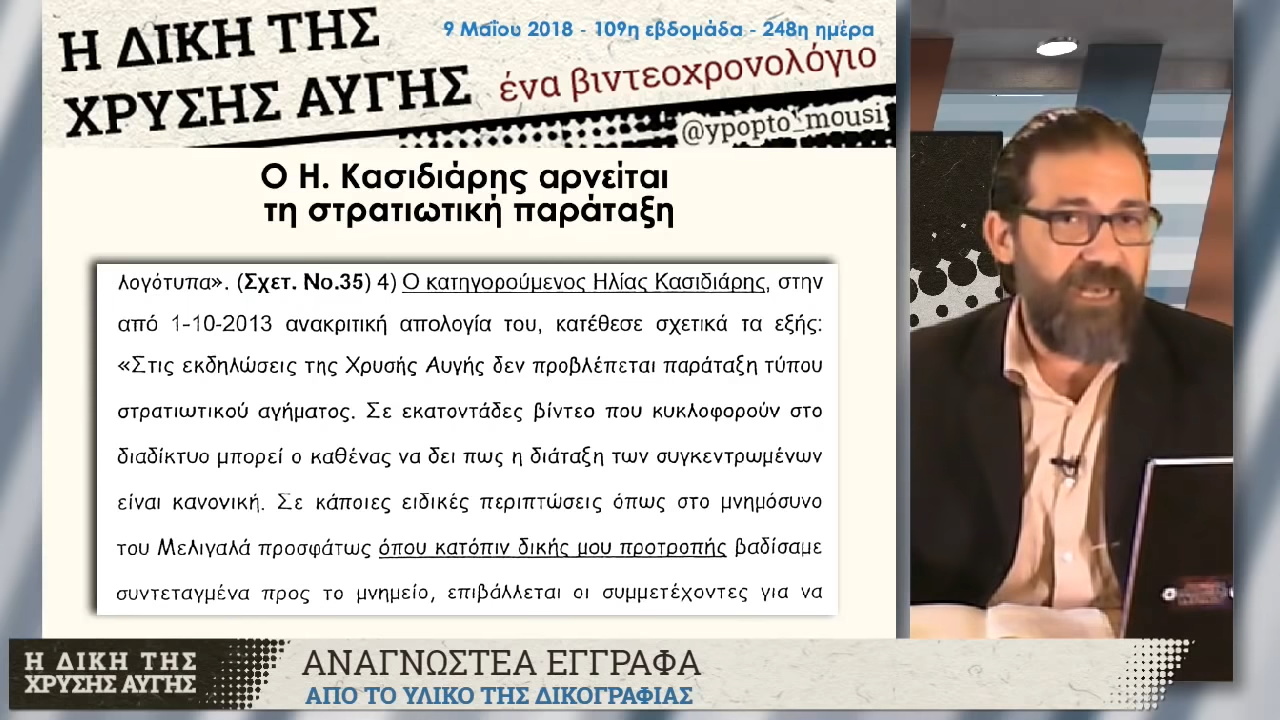 Η ΔΙΚΗ ΤΗΣ
ΧΡΥΣΗΣ ΑΥΓΗΣ
9 Μαΐου 2018 - 109η εβδομάδα - 248η ημέρα
ένα βιντεοχρονολόγιο
@ypopto_mousi
Ο Η. Κασιδιάρης αρνείται
τη στρατιωτική παράταξη
λογότυπα». (Σχετ. Νο.35) 4) Ο κατηγορούμενος Ηλίας Κασιδιάρης, στην
από 1-10-2013 ανακριτική απολογία του, κατέθεσε σχετικά τα εξής:
«Στις εκδηλώσεις της Χρυσής Αυγής δεν προβλέπεται παράταξη τύπου
στρατιωτικού αγήματος. Σε εκατοντάδες βίντεο που κυκλοφορούν στο
διαδίκτυο μπορεί ο καθένας να δει πως η διάταξη των συγκεντρωμένων
είναι κανονική. Σε κάποιες ειδικές περιπτώσεις όπως στο μνημόσυνο
του Μελιγαλά προσφάτως όπου κατόπιν δικής μου προτροπής βαδίσαμε
συντεταγμένα προς το μνημείο, επιβάλλεται οι συμμετέχοντες για να
Η ΔΙΚΗ ΤΗΣ
ΧΡΥΣΗΣ ΑΥΓΗΣ
ΑΝΑΓΝΩΣΤΕΑ ΕΓΓΡΑΦΑ
ΑΠΟ ΤΟ ΥΛΙΚΟ ΤΗΣ ΔΙΚΟΓΡΑΦΙΑΣ